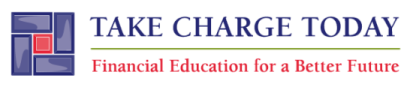 TAKE CHARGE TODAY
Financial Education for a Better Future